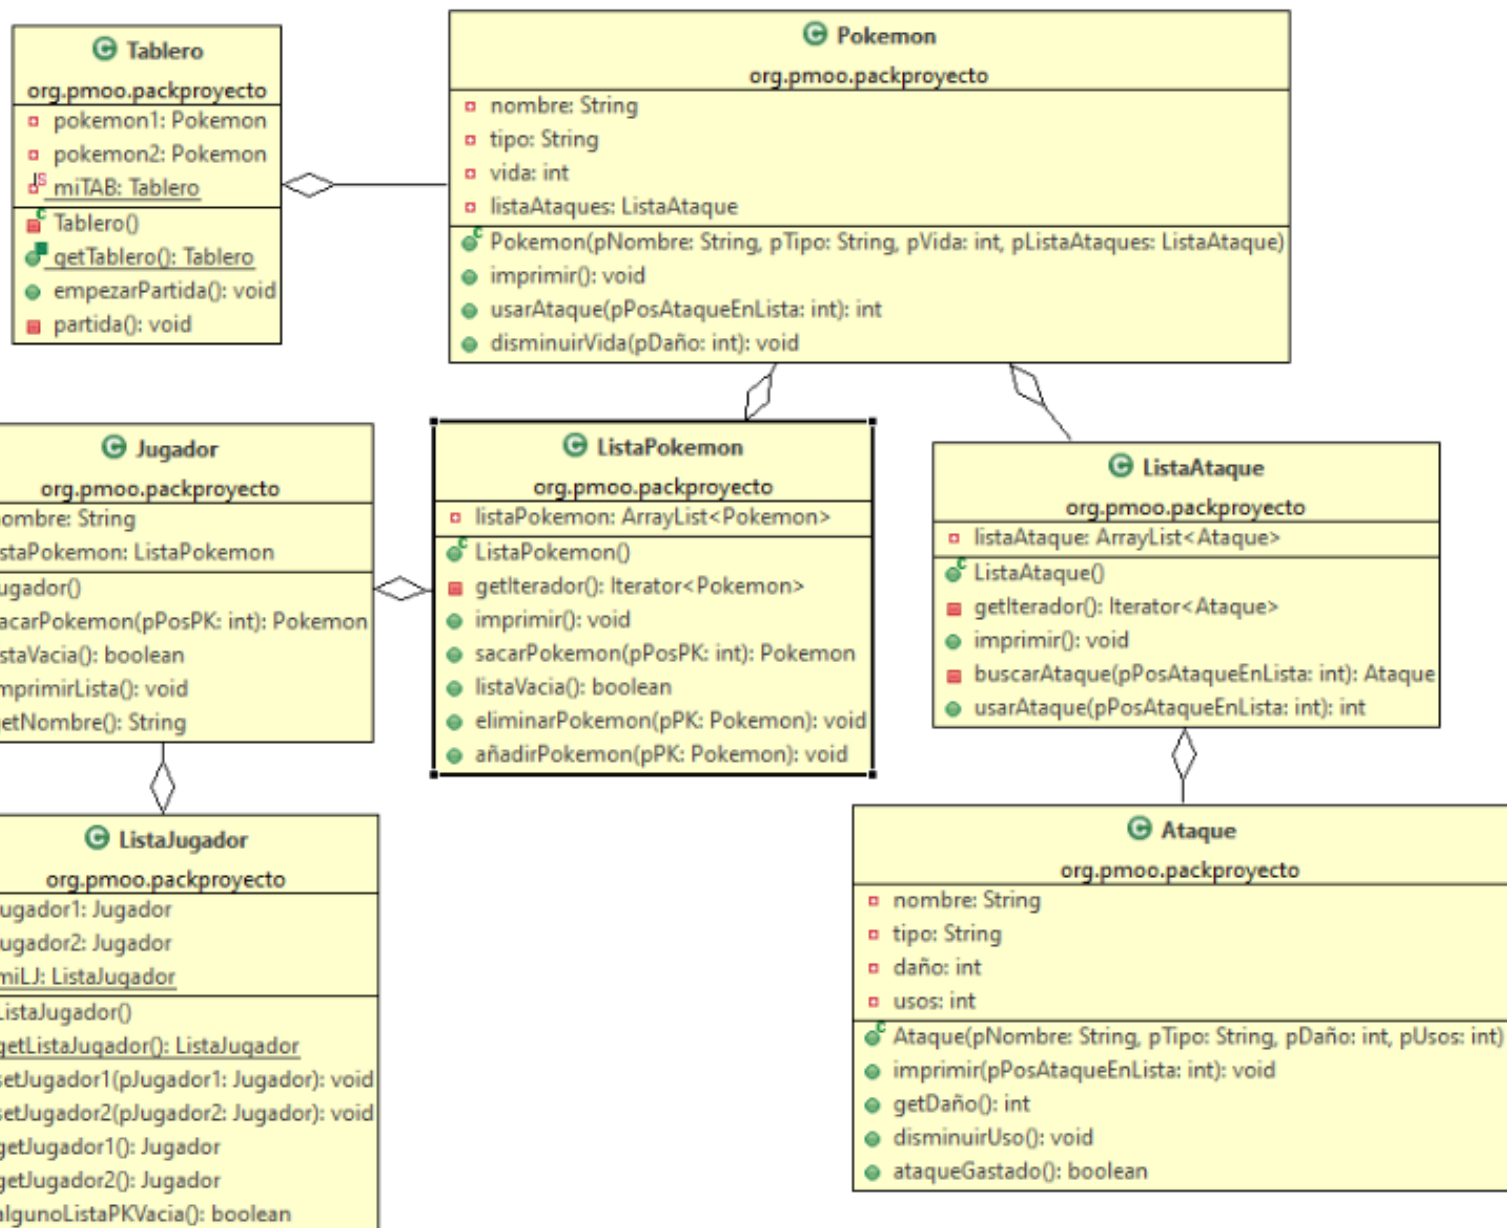 Tablero
org.pmoo.packproyecto
pokemon1: Pokemon
pokemon2: Pokemon
miTAB: Tablero
Tablero()
getTablero(): Tablero
empezarPartida(): void
partida(): void
Pokemon
org.pmoo.packproyecto
nombre: String
tipo: String
vida: int
listaAtaques: ListaAtaque
Pokemon(pNombre: String, pTipo: String, pVida: int, pListaAtaques: ListaAtaque)
imprimir(): void
usarAtaque(pPosAtaqueEnLista: int): int
disminuirVida(pDaño: int): void
Jugador
org.pmoo.packproyecto
ombre: String
staPokemon: ListaPokemon
ugador()
acarPokemon(pPosPK: int): Pokemon
staVacia(): boolean
mprimirLista(): void
getNombre(): String
ListaPokemon
org.pmoo.packproyecto
listaPokemon: ArrayList<Pokemon>
ListaPokemon()
getIterador(): Iterator<Pokemon>
imprimir(): void
sacarPokemon(pPosPK: int): Pokemon
listaVacia(): boolean
eliminarPokemon(pPK: Pokemon): void
añadirPokemon(pPK: Pokemon): void
ListaAtaque
org.pmoo.packproyecto
listaAtaque: ArrayList<Ataque>
ListaAtaque()
getIterador(): Iterator<Ataque>
imprimir(): void
buscarAtaque(pPosAtaqueEnLista: int): Ataque
usarAtaque(pPosAtaqueEnLista: int): int
ListaJugador
org.pmoo.packproyecto
ugador1: Jugador
ugador2: Jugador
miLJ: ListaJugador
ListaJugador()
getListaJugador(): ListaJugador
setJugador1(pJugador1: Jugador): void
setJugador2(pJugador2: Jugador): void
getJugador1(): Jugador
getJugador2(): Jugador
algunoListaPKVacia(): boolean
Ataque
org.pmoo.packproyecto
nombre: String
tipo: String
daño: int
usos: int
Ataque(pNombre: String, pTipo: String, pDaño: int, pUsos: int)
imprimir(pPosAtaqueEnLista: int): void
getDaño(): int
disminuirUso(): void
ataqueGastado(): boolean